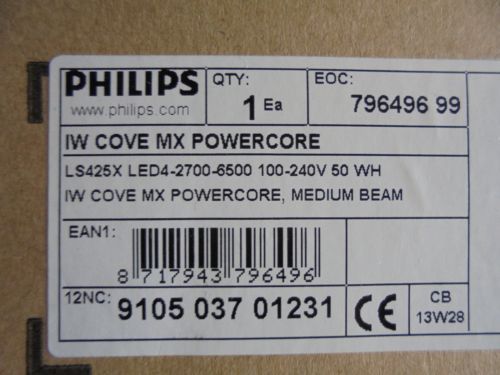 PHILIPS
www.philips.com
QTY:
1 Ea
EOC:
796496 99
IW COVE MX POWERCORE
LS425X LED4-2700-6500 100-240V 50 WH
IW COVE MX POWERCORE, MEDIUM BEAM
EAN1:
8 717943 796496
12NC: 9105 037 01231
CE
CB
13W28